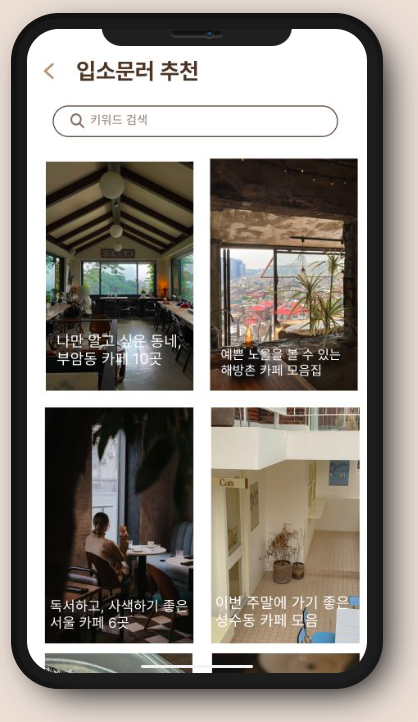 입소문러 추천
키워드 검색
나만 알고 싶은 동네,
부암동 카페 10곳
예쁜 노을을 볼 수 있는
해방촌 카페 모음집
독서하고, 사색하기 좋은
서울 카페 6곳
Cafe
이번 주말에 가기 좋은
성수동 카페 모음